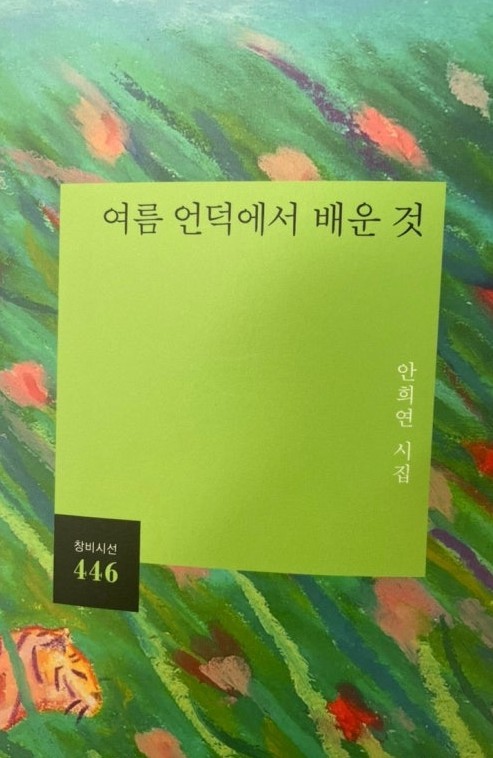 여름 언덕에서 배운 것
안희연 시집
창비시선
446